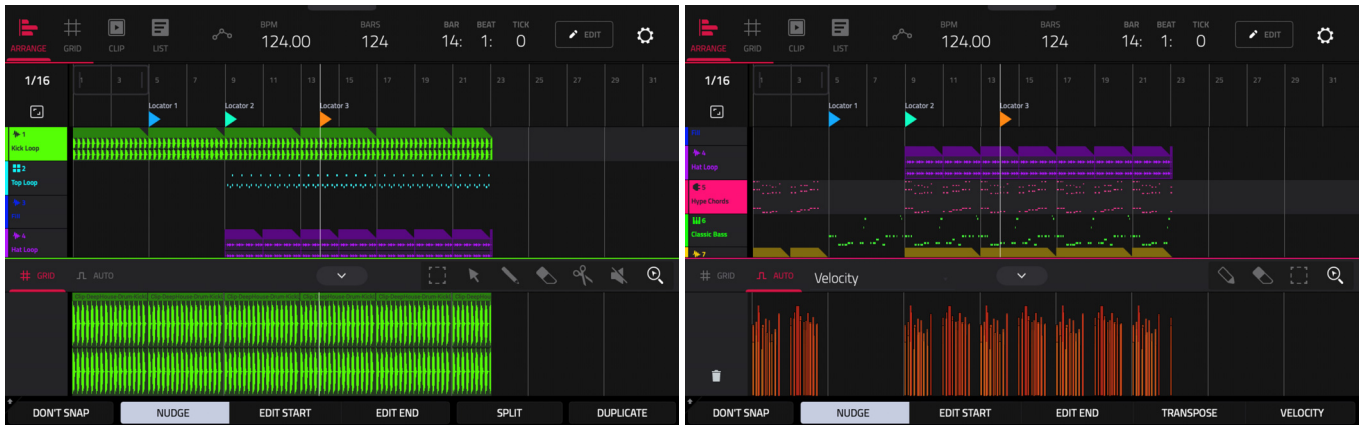 BPM BARS BAR BEAT TICK
ARRANGE GRID CLIP LIST 124.00 124 14: 1: 0 EDIT
1/16 1 3 5 7 9 11 13 15 17 19 21 23 25 27 29 31
Locator 1 Locator 2 Locator 3
1
Kick Loop
2
Top Loop
3
4
Hat Loop
GRID AUTO
DON'T SNAP NUDGE EDIT START EDIT END SPLIT DUPLICATE
BPM BARS BAR BEAT TICK
ARRANGE GRID CLIP LIST 124.00 124 14: 1: 0 EDIT
1/16 1 3 5 7 9 11 13 15 17 19 21 23 25 27 29 31
Locator 1 Locator 2 Locator 3
4
Hat Loop
5
Hype Chords
6
Classic Bass
7
GRID AUTO Velocity
DON'T SNAP NUDGE EDIT START EDIT END TRANSPOSE VELOCITY